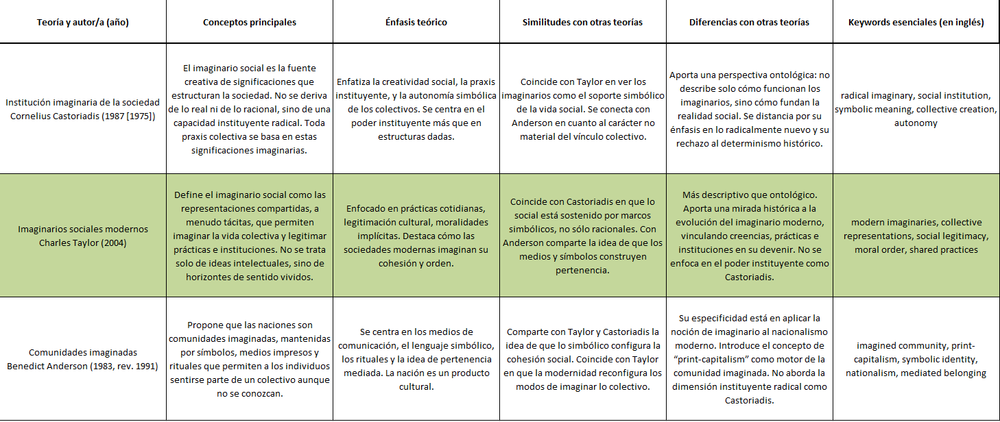 Teoría y autor/a (año)
Conceptos principales
Énfasis teórico
Similitudes con otras teorías
Diferencias con otras teorías
Keywords esenciales (en inglés)
Institución imaginaria de la sociedad
Cornelius Castoriadis (1987 [1975])
El imaginario social es la fuente
creativa de significaciones que
estructuran la sociedad. No se deriva
de lo real ni de lo racional, sino de una
capacidad instituyente radical. Toda
praxis colectiva se basa en estas
significaciones imaginarias.
Enfatiza la creatividad social, la praxis
instituyente, y la autonomía simbólica
de los colectivos. Se centra en el
poder instituyente más que en
estructuras dadas.
Coincide con Taylor en ver los
imaginarios como el soporte simbólico
de la vida social. Se conecta con
Anderson en cuanto al carácter no
material del vínculo colectivo.
Aporta una perspectiva ontológica: no
describe solo cómo funcionan los
imaginarios, sino cómo fundan la
realidad social. Se distancia por su
énfasis en lo radicalmente nuevo y su
rechazo al determinismo histórico.
radical imaginary, social institution,
symbolic meaning, collective creation,
autonomy
Imaginarios sociales modernos
Charles Taylor (2004)
Define el imaginario social como las
representaciones compartidas, a
menudo tácitas, que permiten
imaginar la vida colectiva y legitimar
prácticas e instituciones. No se trata
solo de ideas intelectuales, sino de
horizontes de sentido vividos.
Enfocado en prácticas cotidianas,
legitimación cultural, moralidades
implícitas. Destaca cómo las
sociedades modernas imaginan su
cohesión y orden.
Coincide con Castoriadis en que lo
social está sostenido por marcos
simbólicos, no sólo racionales. Con
Anderson comparte la idea de que los
medios y símbolos construyen
pertenencia.
Más descriptivo que ontológico.
Aporta una mirada histórica a la
evolución del imaginario moderno,
vinculando creencias, prácticas e
instituciones en su devenir. No se
enfoca en el poder instituyente como
Castoriadis.
modern imaginaries, collective
representations, social legitimacy,
moral order, shared practices
Comunidades imaginadas
Benedict Anderson (1983, rev. 1991)
Propone que las naciones son
comunidades imaginadas, mantenidas
por símbolos, medios impresos y
rituales que permiten a los individuos
sentirse parte de un colectivo aunque
no se conozcan.
Se centra en los medios de
comunicación, el lenguaje simbólico,
los rituales y la idea de pertenencia
mediada. La nación es un producto
cultural.
Comparte con Taylor y Castoriadis la
idea de que lo simbólico configura la
cohesión social. Coincide con Taylor
en que la modernidad reconfigura los
modos de imaginar lo colectivo.
Su especificidad está en aplicar la
noción de imaginario al nacionalismo
moderno. Introduce el concepto de
“print-capitalism” como motor de la
comunidad imaginada. No aborda la
dimensión instituyente radical como
Castoriadis.
imagined community, print-
capitalism, symbolic identity,
nationalism, mediated belonging